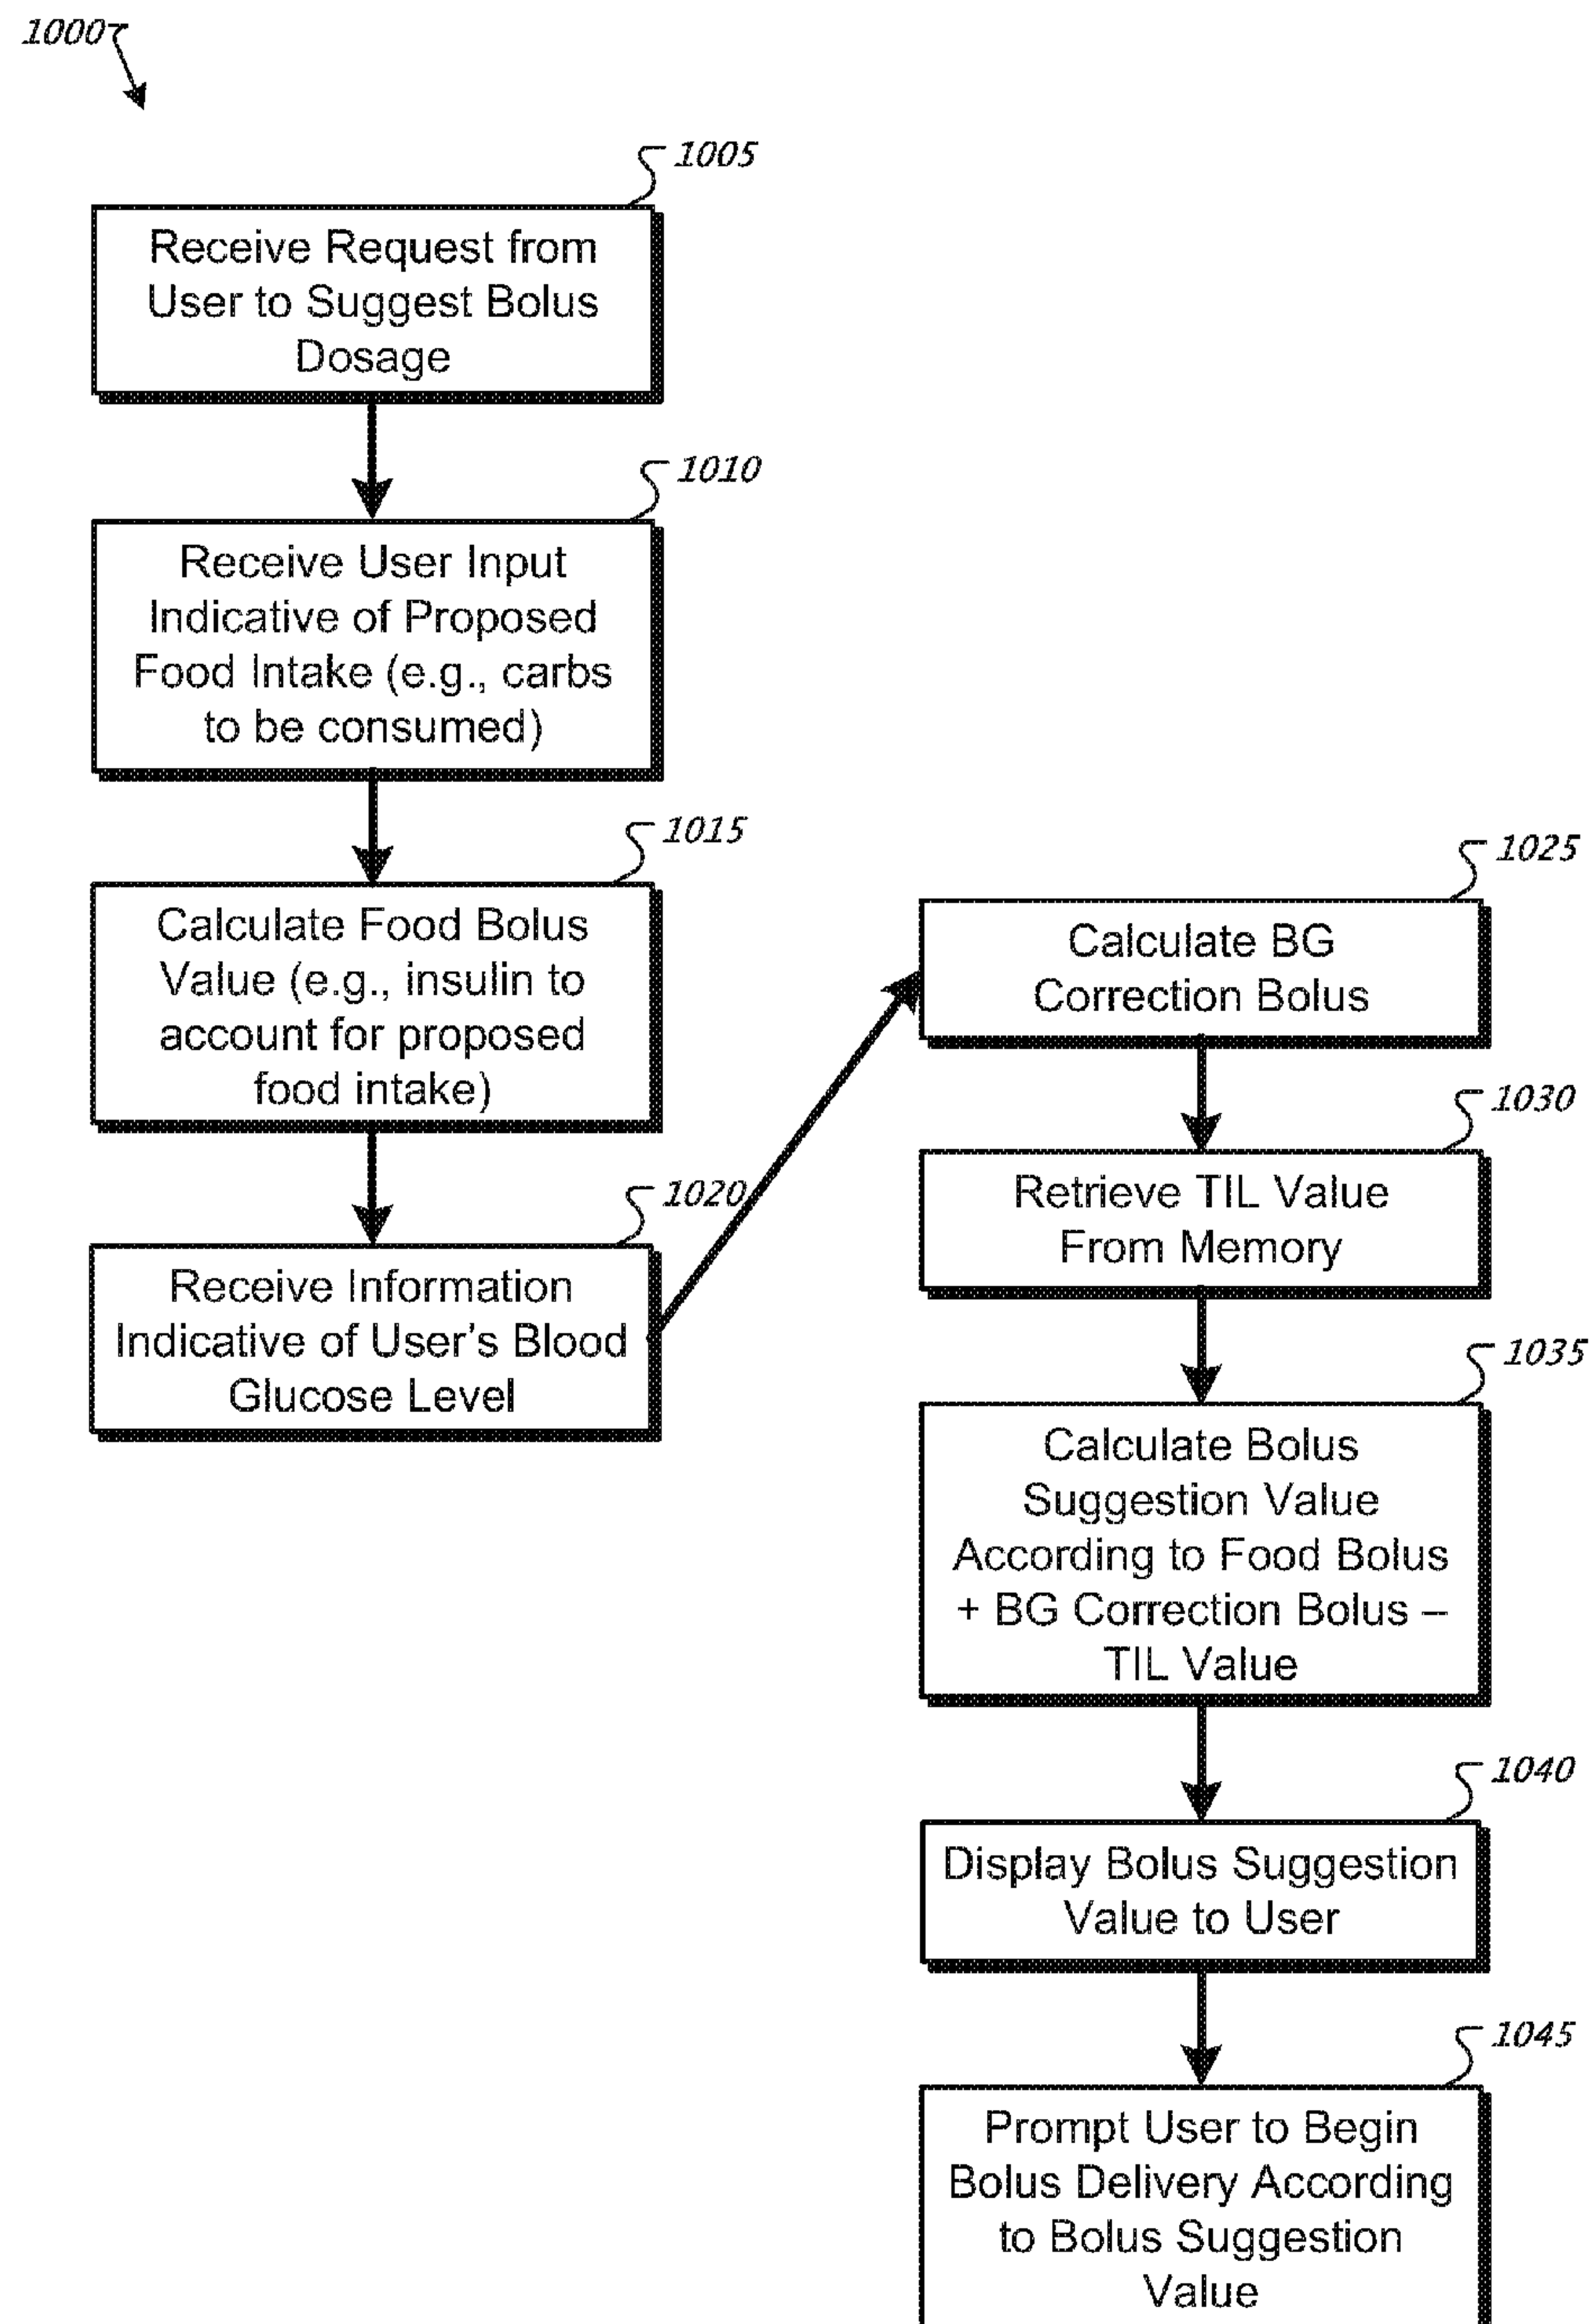 1000
1005
Receive Request from
User to Suggest Bolus
Dosage
1010
Receive User Input
Indicative of Proposed
Food Intake (e.g., carbs
to be consumed)
1015
Calculate Food Bolus
Value (e.g., insulin to
account for proposed
food intake)
1020
Receive Information
Indicative of User's Blood
Glucose Level
1025
Calculate BG
Correction Bolus
1030
Retrieve TIL Value
From Memory
1035
Calculate Bolus
Suggestion Value
According to Food Bolus
+ BG Correction Bolus –
TIL Value
1040
Display Bolus Suggestion
Value to User
1045
Prompt User to Begin
Bolus Delivery According
to Bolus Suggestion
Value